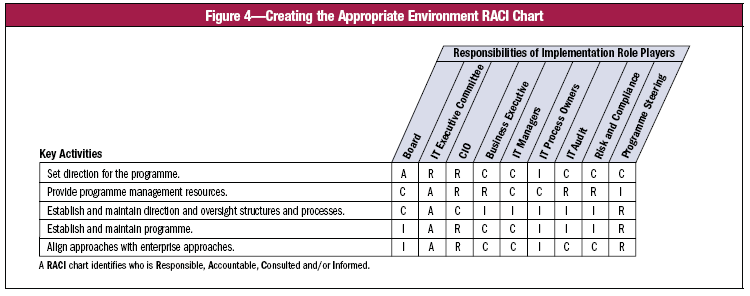 Figure 4—Creating the Appropriate Environment RACI Chart
Responsibilities of Implementation Role Players
Key Activities Board IT Executive Committee CIO Business Executive IT Managers IT Process Owners IT Audit Risk and Compliance Programme Steering
Set direction for the programme. A R R C C I C C C
Provide programme management resources. C A R R C C R R I
Establish and maintain direction and oversight structures and processes. C A C I I I I I R
Establish and maintain programme. I A R C C I I I R
Align approaches with enterprise approaches. I A R C C I C C R
A RACI chart identifies who is Responsible, Accountable, Consulted and/or Informed.